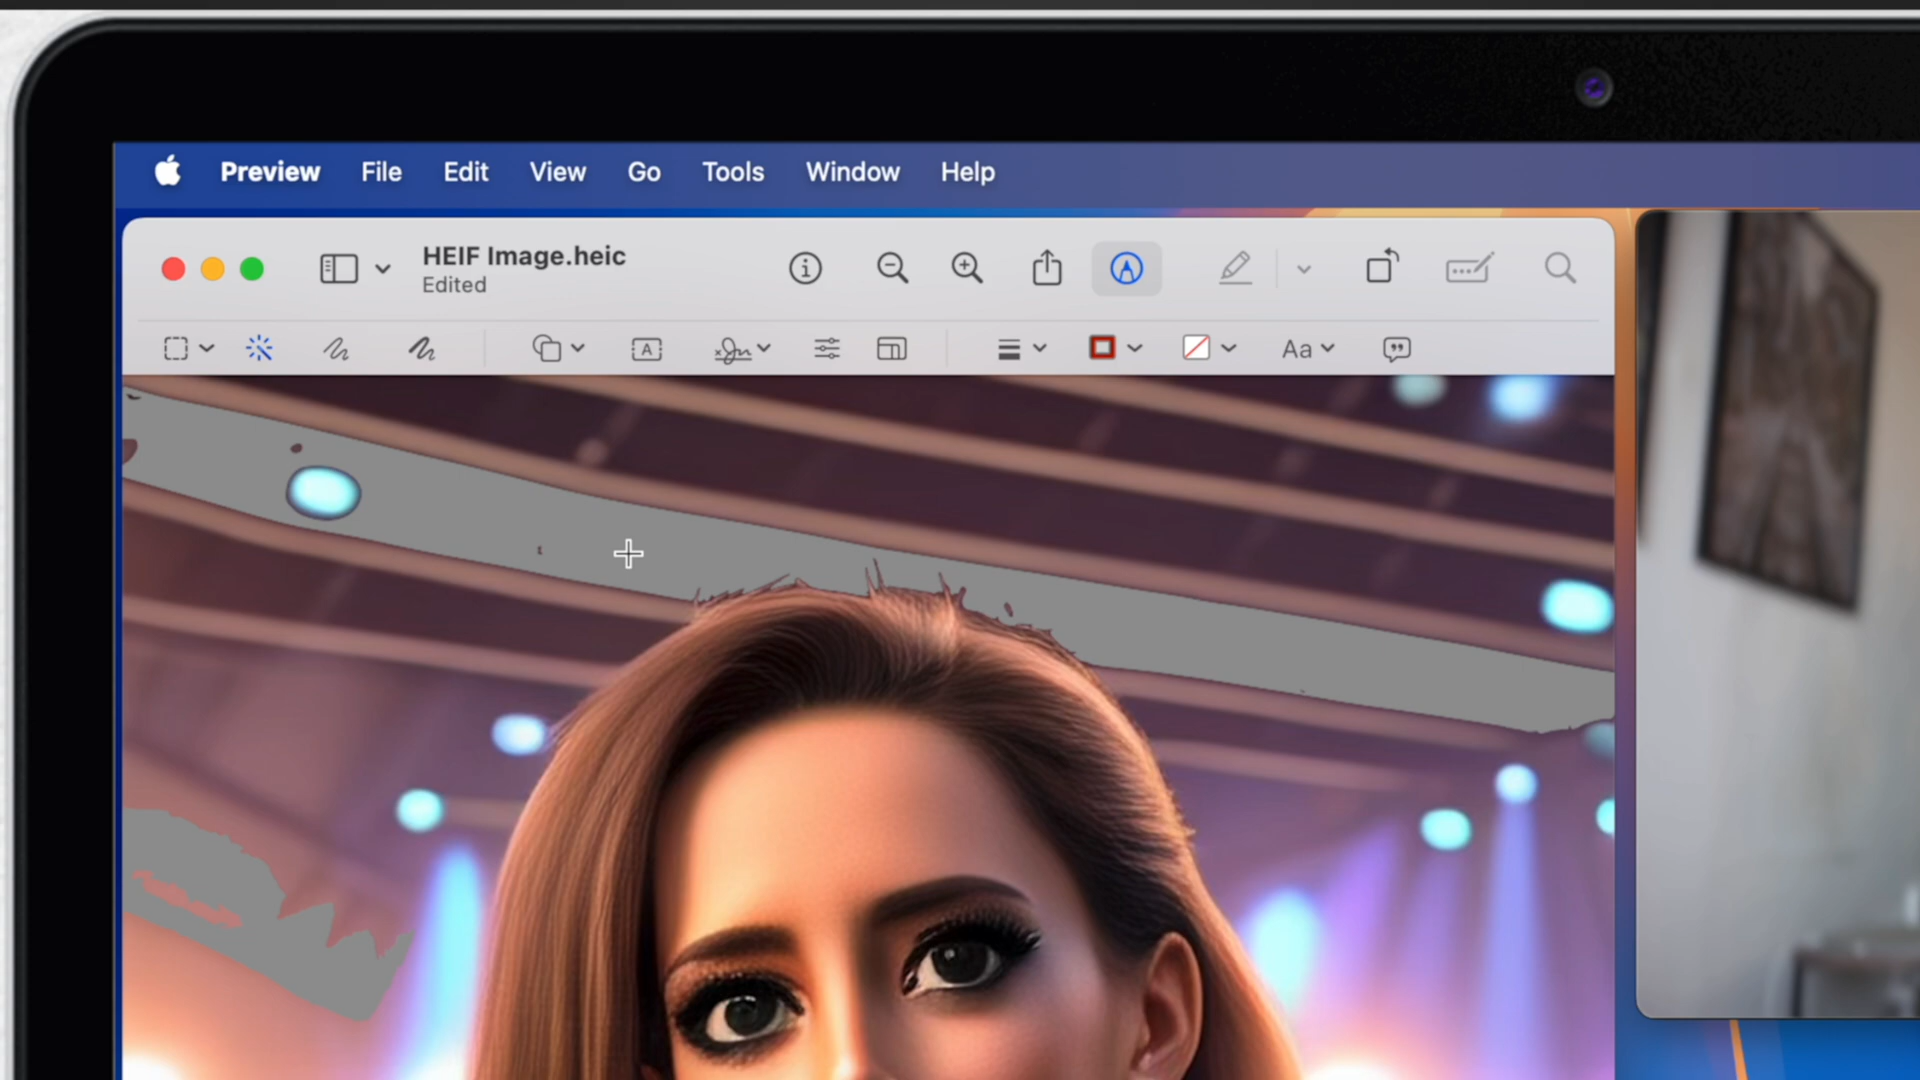 Preview File Edit View Go Tools Window Help
HEIF Image.heic
Edited
A
Aa